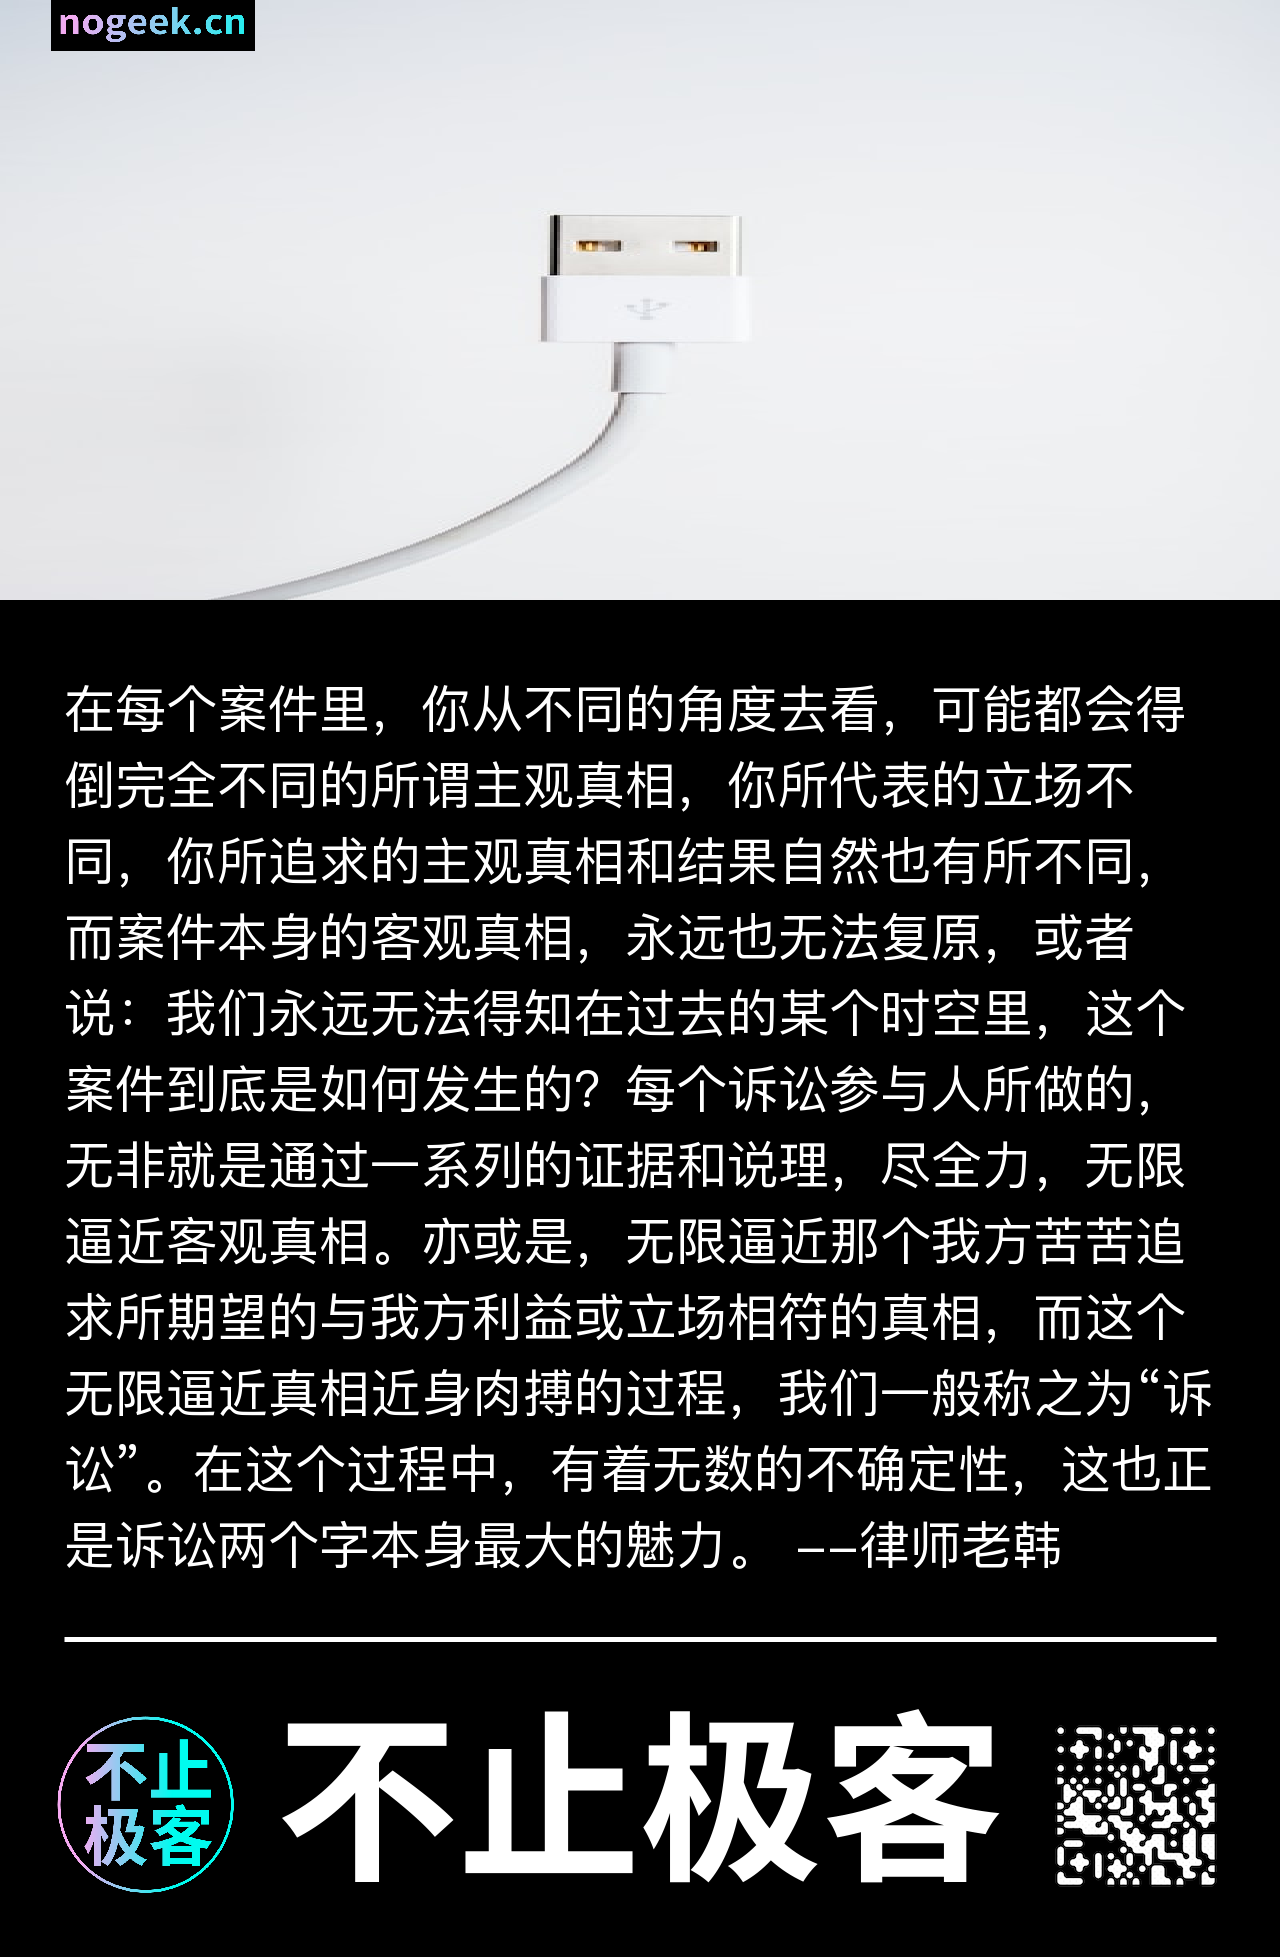 nogeek.cn
在每个案件里，你从不同的角度去看，可能都会得
倒完全不同的所谓主观真相，你所代表的立场不
同，你所追求的主观真相和结果自然也有所不同，
而案件本身的客观真相，永远也无法复原，或者
说：我们永远无法得知在过去的某个时空里，这个
案件到底是如何发生的？每个诉讼参与人所做的，
无非就是通过一系列的证据和说理，尽全力，无限
逼近客观真相。亦或是，无限逼近那个我方苦苦追
求所期望的与我方利益或立场相符的真相，而这个
无限逼近真相近身肉搏的过程，我们一般称之为“诉
讼”。在这个过程中，有着无数的不确定性，这也正
是诉讼两个字本身最大的魅力。 --律师老韩
不止
极客
不止极客